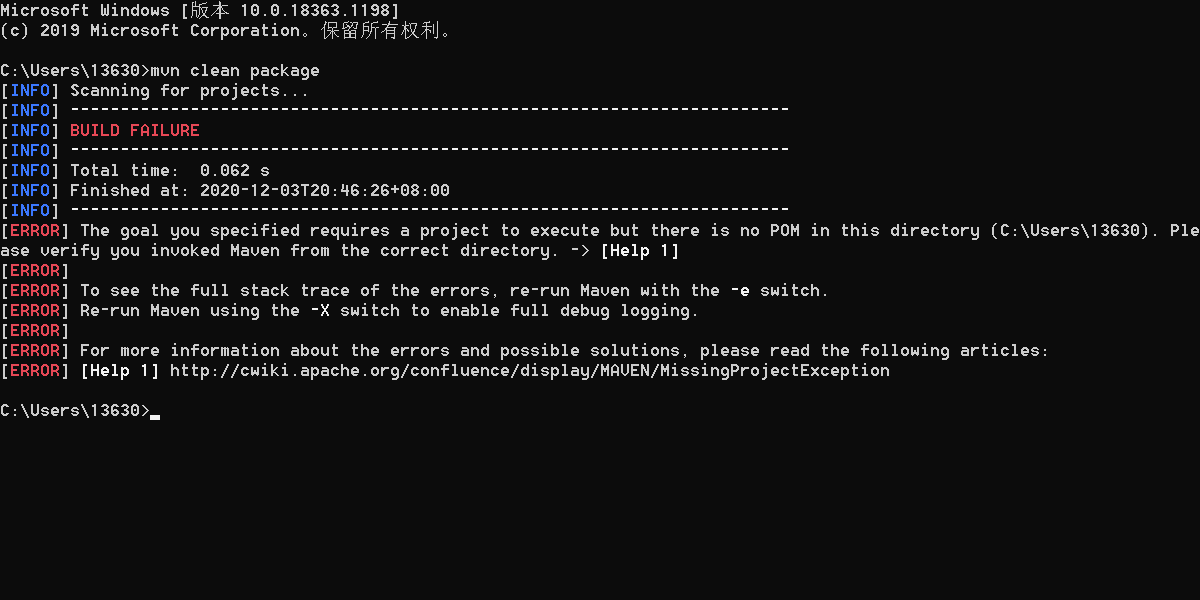 Microsoft Windows [版本 10.0.18363.1198]
(c) 2019 Microsoft Corporation。保留所有权利。
C:\Users\13630>mvn clean package
[INFO] Scanning for projects...
[INFO] ------------------------------------------------------------------------
[INFO] BUILD FAILURE
[INFO] ------------------------------------------------------------------------
[INFO] Total time:  0.062 s
[INFO] Finished at: 2020-12-03T20:46:26+08:00
[INFO] ------------------------------------------------------------------------
[ERROR] The goal you specified requires a project to execute but there is no POM in this directory (C:\Users\13630). Ple
ase verify you invoked Maven from the correct directory. -> [Help 1]
[ERROR]
[ERROR] To see the full stack trace of the errors, re-run Maven with the -e switch.
[ERROR] Re-run Maven using the -X switch to enable full debug logging.
[ERROR]
[ERROR] For more information about the errors and possible solutions, please read the following articles:
[ERROR] [Help 1] http://cwiki.apache.org/confluence/display/MAVEN/MissingProjectException
C:\Users\13630>